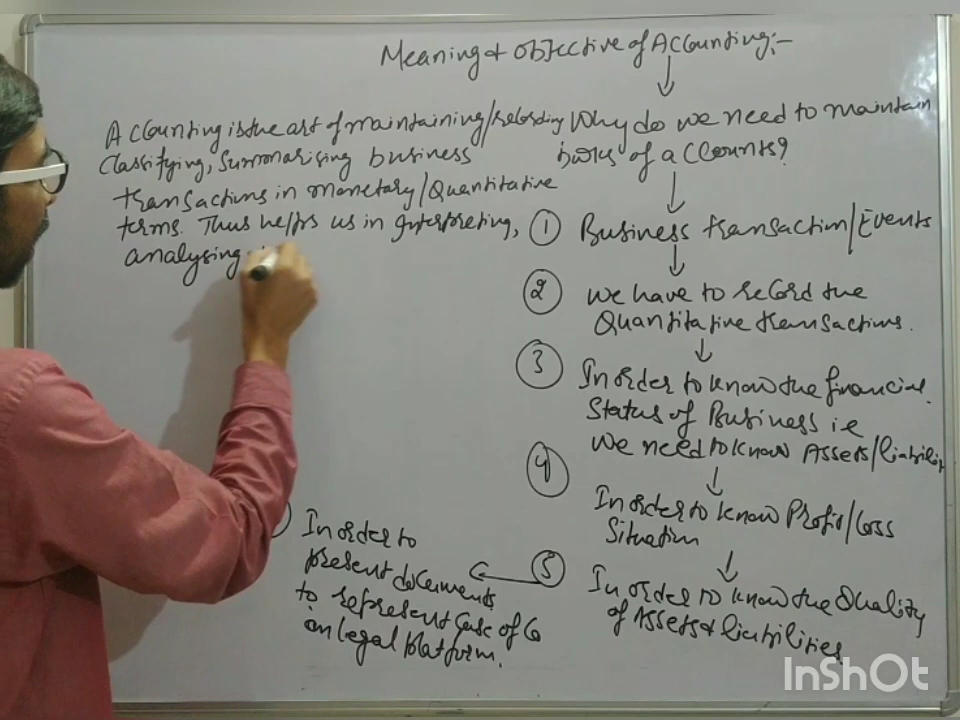 Meaning & Objective of Accounting:-
Accounting is the art of maintaining/recording
Classifying, Summarising business
transactions in monetary/Quantitative
terms. Thus helps us in Interpreting,
analysing
Why do we need to maintain
books of accounts?
① Business transaction/Events
② we have to record the
Quantitative transactions.
③ In order to know the financial
Status of Business i.e
we need to know Assets/liability
④ In order to know Profit/Loss
Situation
⑤ In order to know the Quality
of Assets & liabilities
In order to
present documents
to represent case of Co
on legal platform.
InShOt